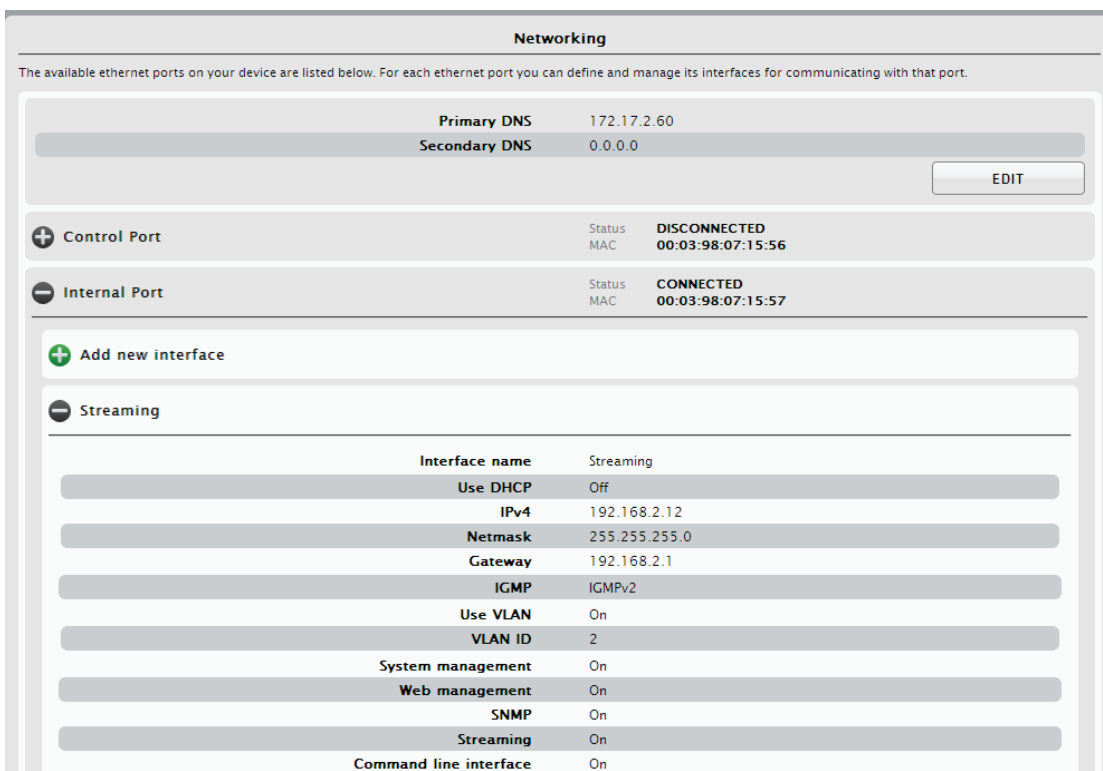 Networking
The available ethernet ports on your device are listed below. For each ethernet port you can define and manage its interfaces for communicating with that port.
Primary DNS 172.17.2.60
Secondary DNS 0.0.0.0
EDIT
Control Port Status DISCONNECTED
MAC 00:03:98:07:15:56
Internal Port Status CONNECTED
MAC 00:03:98:07:15:57
Add new interface
Streaming
Interface name Streaming
Use DHCP Off
IPv4 192.168.2.12
Netmask 255.255.255.0
Gateway 192.168.2.1
IGMP IGMPv2
Use VLAN On
VLAN ID 2
System management On
Web management On
SNMP On
Streaming On
Command line interface On